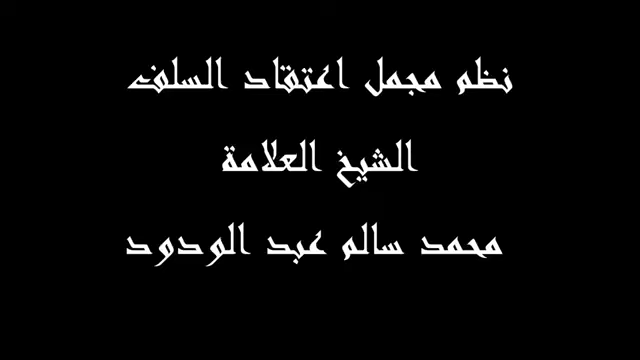 نظم مجمل اعتقاد السلف
الشيخ العلامة
محمد سالم عبد الودود